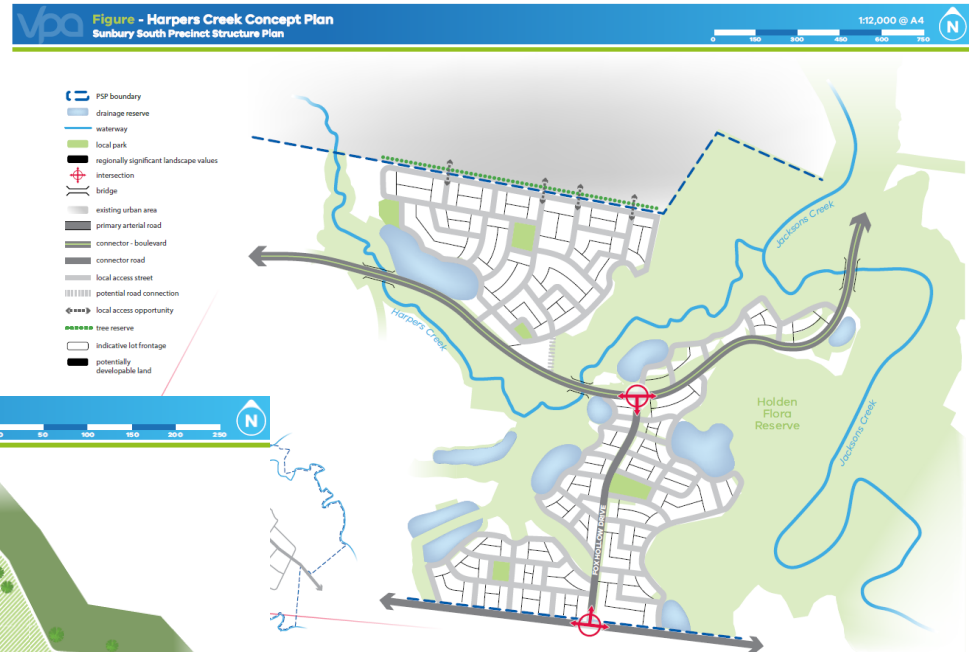 vpa
Figure - Harpers Creek Concept Plan
Sunbury South Precinct Structure Plan
1:12,000 @ A4
0 150 300 450 600 750
N
PSP boundary
drainage reserve
waterway
local park
regionally significant landscape values
intersection
bridge
existing urban area
primary arterial road
connector - boulevard
connector road
local access street
potential road connection
local access opportunity
tree reserve
indicative lot frontage
potentially
developable land
Jacksons Creek
Harpers Creek
Holden
Flora
Reserve
Jacksons Creek
FOX HOLLOW DRIVE
0 50 100 150 200 250
N